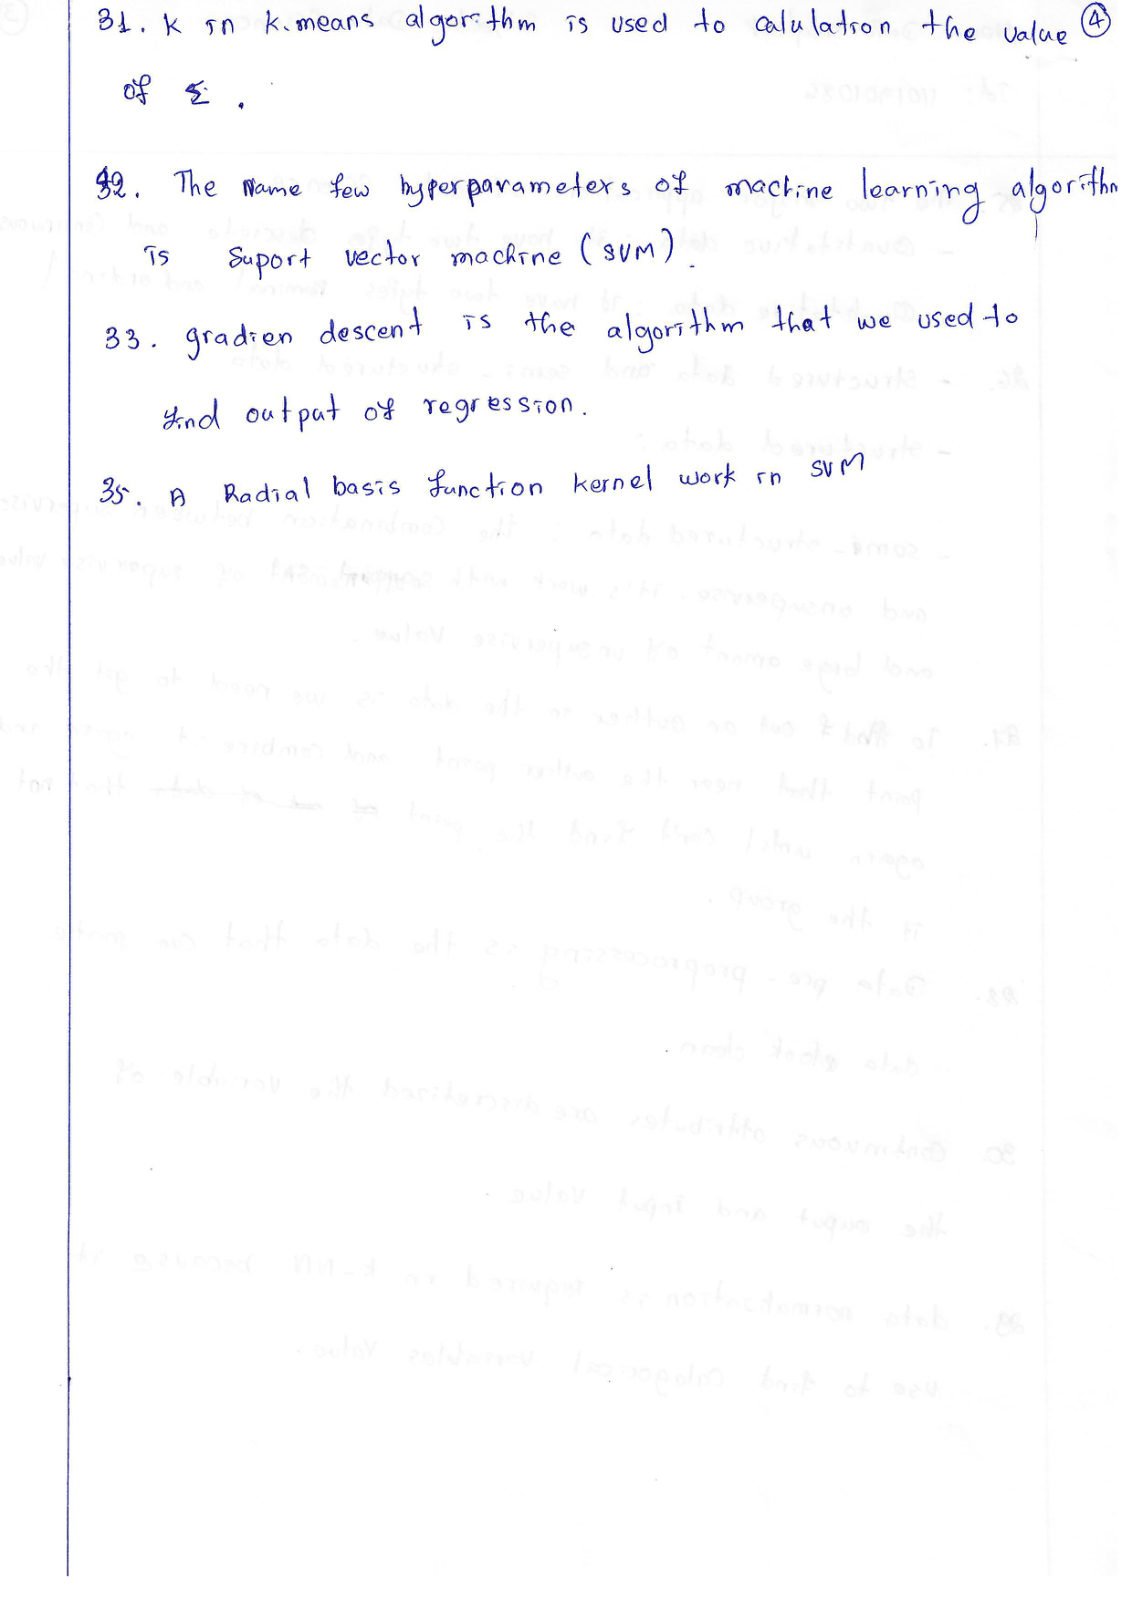 31. K in K.means algorithm is used to calulation the value ④
of Σ.
32. The Name few hyperparameters of machine learning algorithm
is Suport vector machine (SVM).
33. gradien descent is the algorithm that we used to
find output of regression.
35. A Radial basis function kernel work in SVM